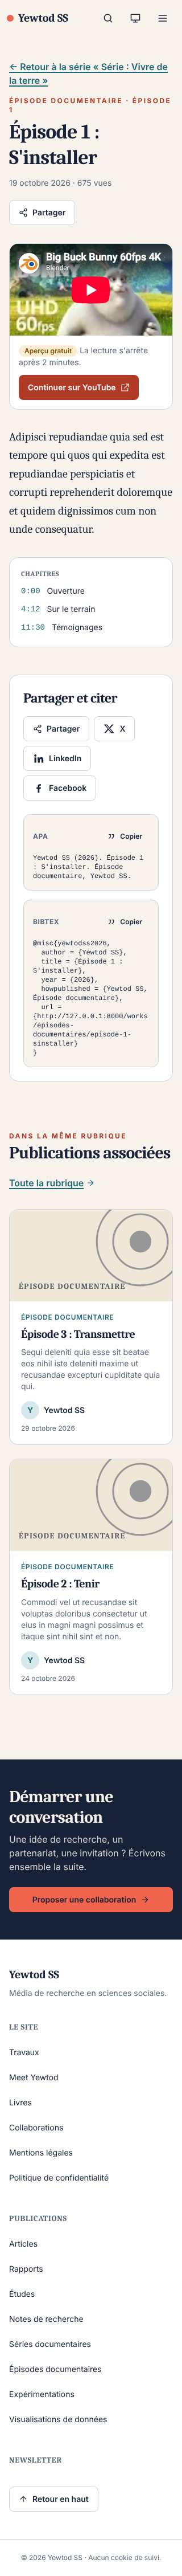 Yewtod SS
← Retour à la série « Série : Vivre de
la terre »
ÉPISODE DOCUMENTAIRE · ÉPISODE
1
Épisode 1 :
S'installer
19 octobre 2026 · 675 vues
Partager
Big Buck Bunny 60fps 4K
Blender
UHD
60 FPS
Aperçu gratuit La lecture s'arrête
après 2 minutes.
Continuer sur YouTube
Adipisci repudiandae quia sed est
tempore qui quos qui expedita est
repudiandae perspiciatis et
corrupti reprehenderit doloremque
et quidem dignissimos cum non
unde consequatur.
CHAPITRES
0:00 Ouverture
4:12 Sur le terrain
11:30 Témoignages
Partager et citer
Partager
X
LinkedIn
Facebook
APA
Copier
Yewtod SS (2026). Épisode 1
: S'installer. Épisode
documentaire, Yewtod SS.
BIBTEX
Copier
@misc{yewtodss2026,
author = {Yewtod SS},
title = {Épisode 1 :
S'installer},
year = {2026},
howpublished = {Yewtod SS,
Épisode documentaire},
url =
{http://127.0.0.1:8000/works
/episodes-
documentaires/episode-1-
sinstaller}
}
DANS LA MÊME RUBRIQUE
Publications associées
Toute la rubrique →
ÉPISODE DOCUMENTAIRE
ÉPISODE DOCUMENTAIRE
Épisode 3 : Transmettre
Sequi deleniti quia esse sit beatae
eos nihil iste deleniti maxime ut
recusandae corrupti cupiditate quia
qui.
Y Yewtod SS
29 octobre 2026
ÉPISODE DOCUMENTAIRE
ÉPISODE DOCUMENTAIRE
Épisode 2 : Tenir
Commodi vel ut recusandae sit
voluptas doloribus consectetur ut
eius in magni magni possimus et
itaque sint nihil sint et non.
Y Yewtod SS
24 octobre 2026
Démarrer une
conversation
Une idée de recherche, un
partenariat, une invitation ? Écrivons
ensemble la suite.
Proposer une collaboration →
Yewtod SS
Média de recherche en sciences sociales.
LE SITE
Travaux
Meet Yewtod
Livres
Collaborations
Mentions légales
Politique de confidentialité
PUBLICATIONS
Articles
Rapports
Études
Notes de recherche
Séries documentaires
Épisodes documentaires
Expérimentations
Visualisations de données
NEWSLETTER
↑ Retour en haut
© 2026 Yewtod SS · Aucun cookie de suivi.